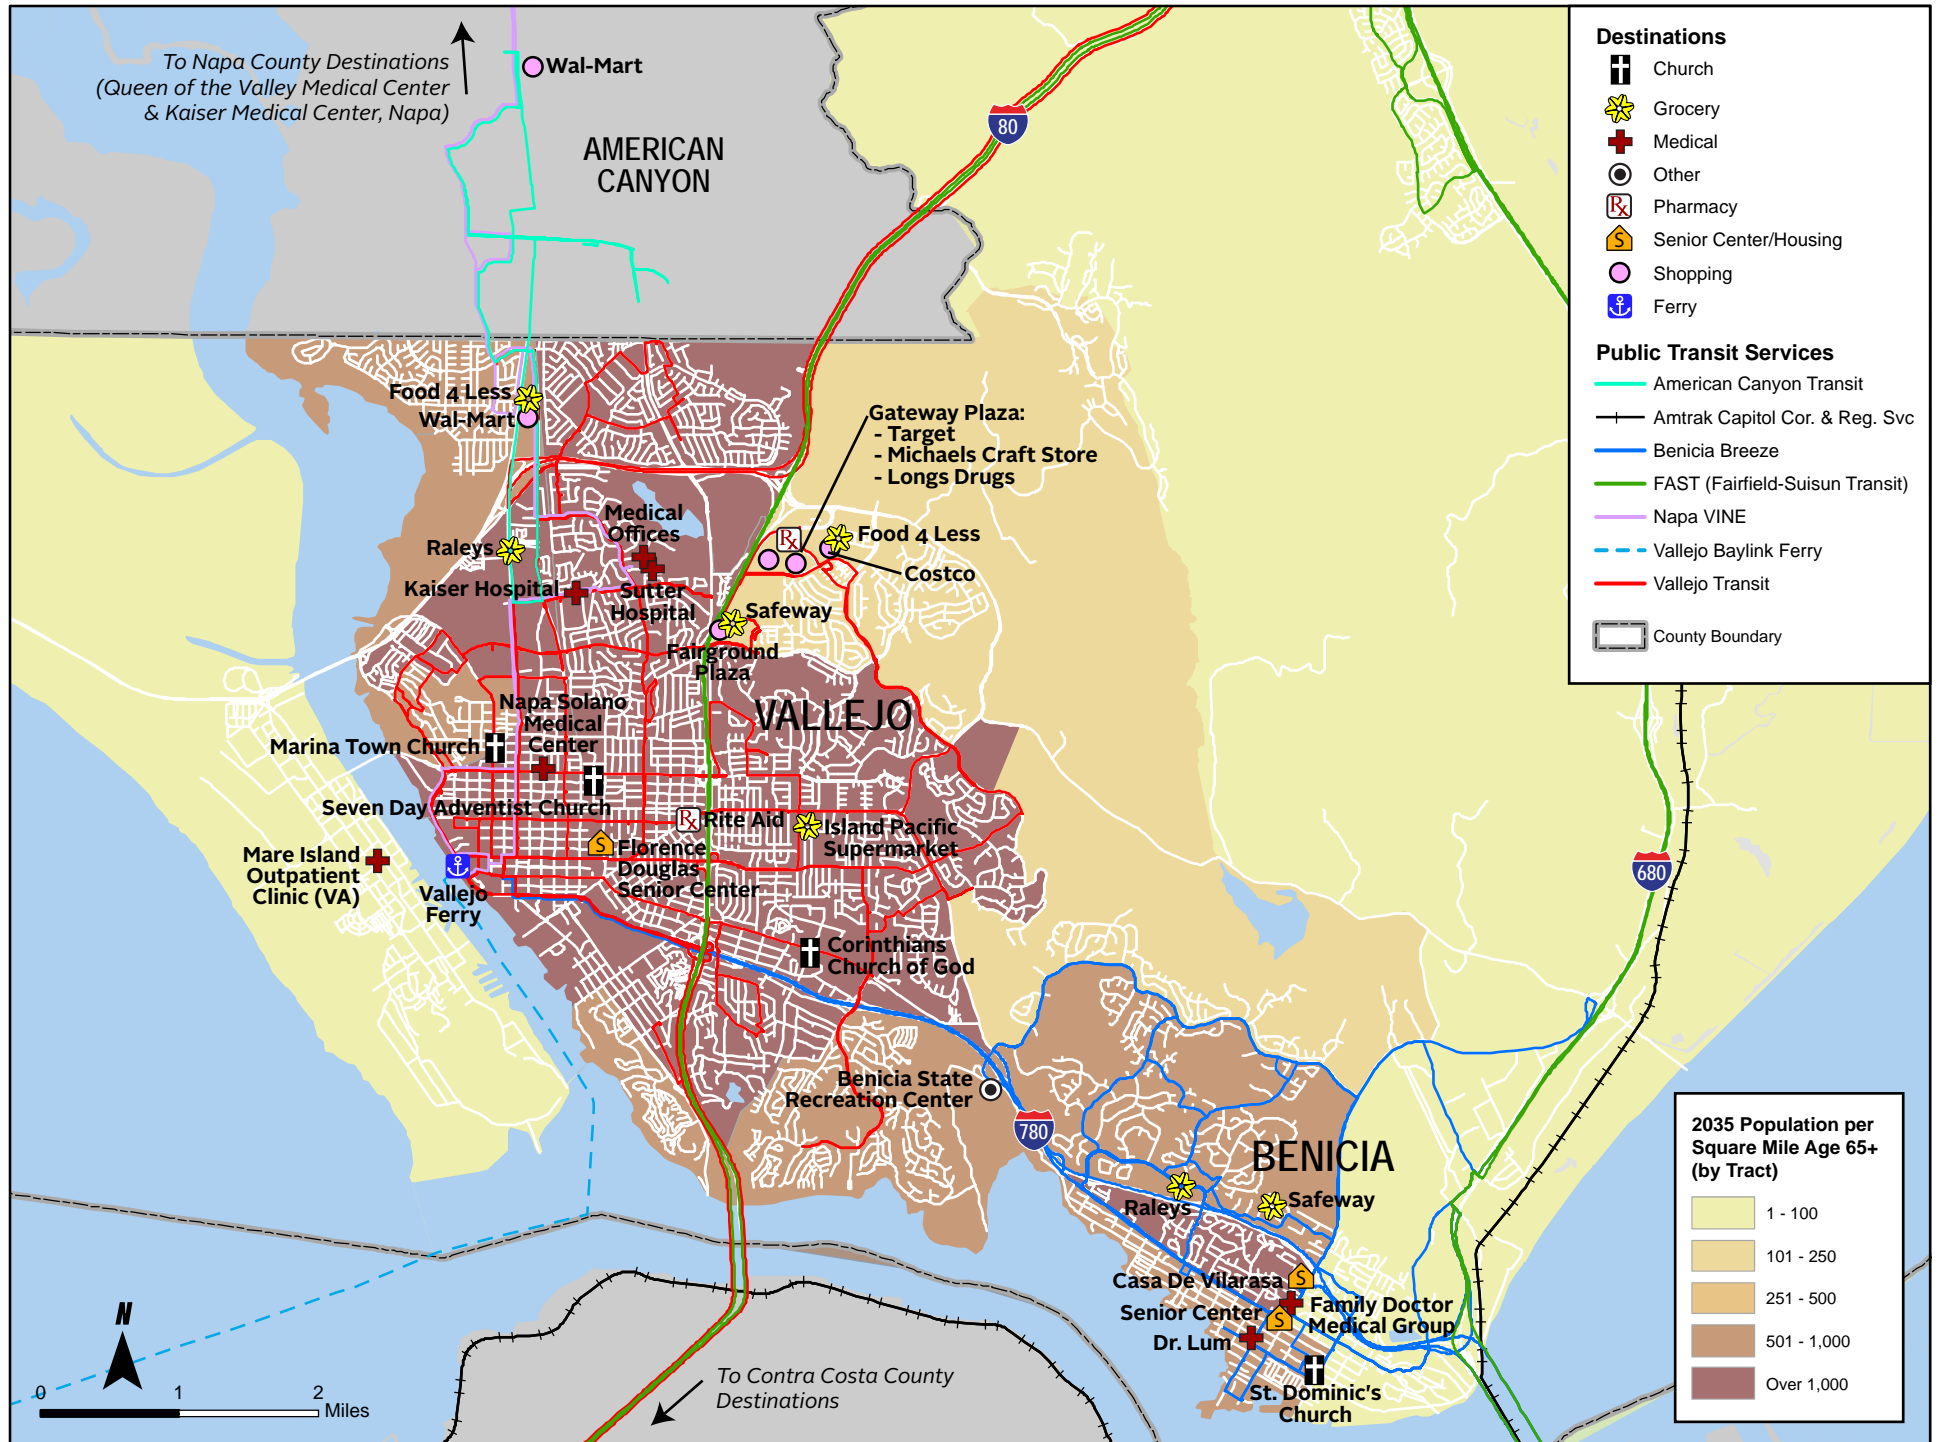 To Napa County Destinations
(Queen of the Valley Medical Center
& Kaiser Medical Center, Napa)
Wal-Mart
AMERICAN
CANYON
80
Food 4 Less
Wal-Mart
Gateway Plaza:
- Target
- Michaels Craft Store
- Longs Drugs
Medical
Offices
Rx
Food 4 Less
Raleys
Costco
Kaiser Hospital
Sutter
Hospital
Safeway
Fairground
Plaza
VALLEJO
Napa Solano
Medical
Center
Marina Town Church
Seven Day Adventist Church
Rx
Rite Aid
Island Pacific
Supermarket
S
Florence
Douglas
Senior Center
Mare Island
Outpatient
Clinic (VA)
Vallejo
Ferry
680
Corinthians
Church of God
Benicia State
Recreation Center
780
BENICIA
Raleys
Safeway
Casa De Vilarasa
S
Senior Center
S
Family Doctor
Medical Group
Dr. Lum
St. Dominic's
Church
To Contra Costa County
Destinations
N
0 1 2
Miles
Destinations
Church
Grocery
Medical
Other
Rx Pharmacy
S Senior Center/Housing
Shopping
Ferry
Public Transit Services
American Canyon Transit
Amtrak Capitol Cor. & Reg. Svc
Benicia Breeze
FAST (Fairfield-Suisun Transit)
Napa VINE
Vallejo Baylink Ferry
Vallejo Transit
County Boundary
2035 Population per
Square Mile Age 65+
(by Tract)
1 - 100
101 - 250
251 - 500
501 - 1,000
Over 1,000